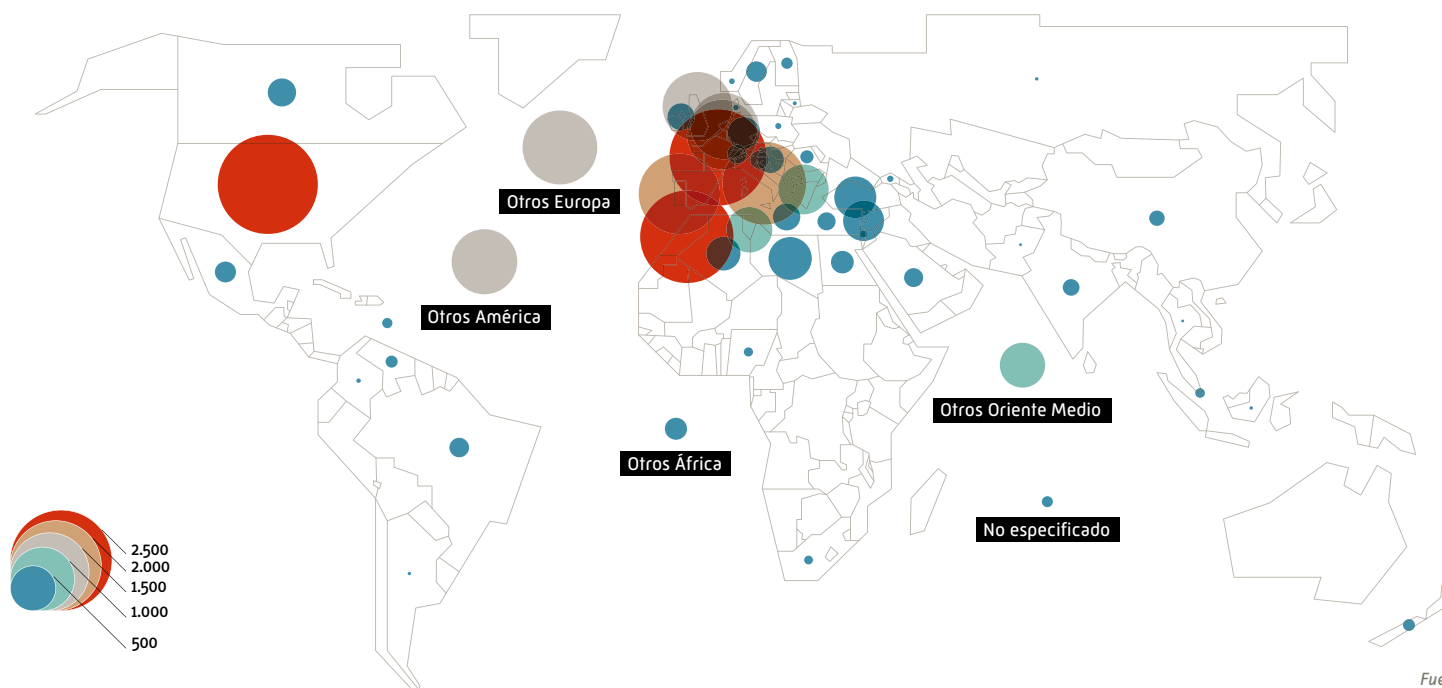 Otros Europa
Otros América
Otros Oriente Medio
Otros África
No especificado
2.500
2.000
1.500
1.000
500
Fue